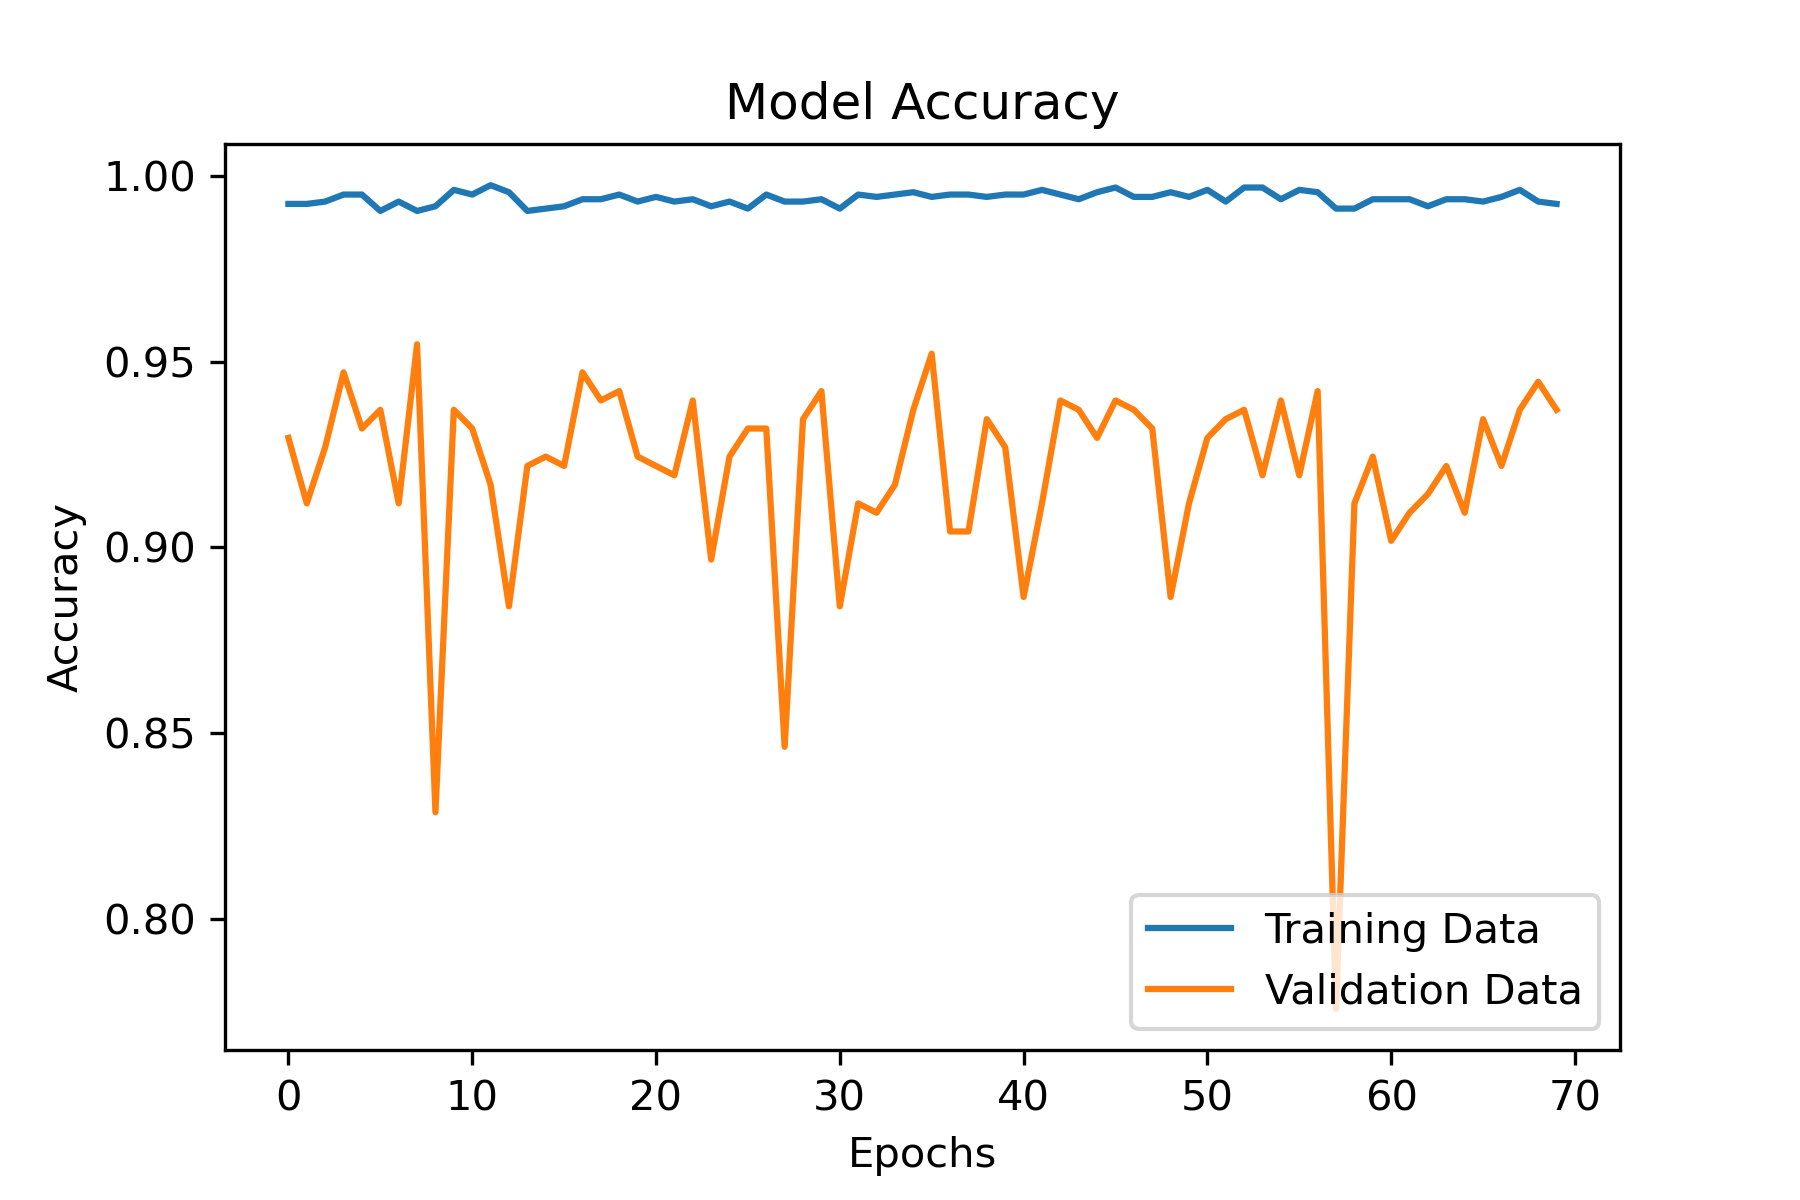 Model Accuracy
1.00
0.95
0.90
0.85
0.80
Accuracy
Training Data
Validation Data
0 10 20 30 40 50 60 70
Epochs